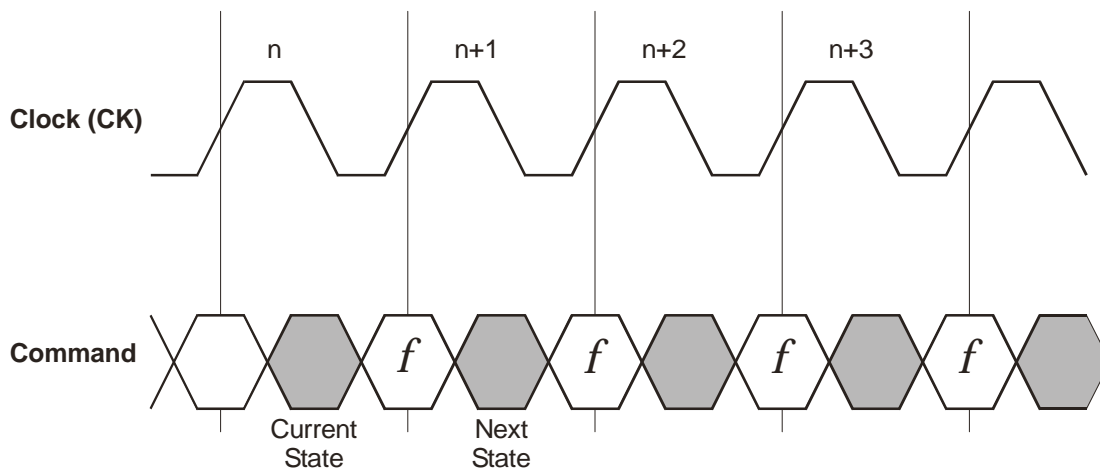 n
n+1
n+2
n+3
Clock (CK)
Command
f
f
f
f
Current
State
Next
State